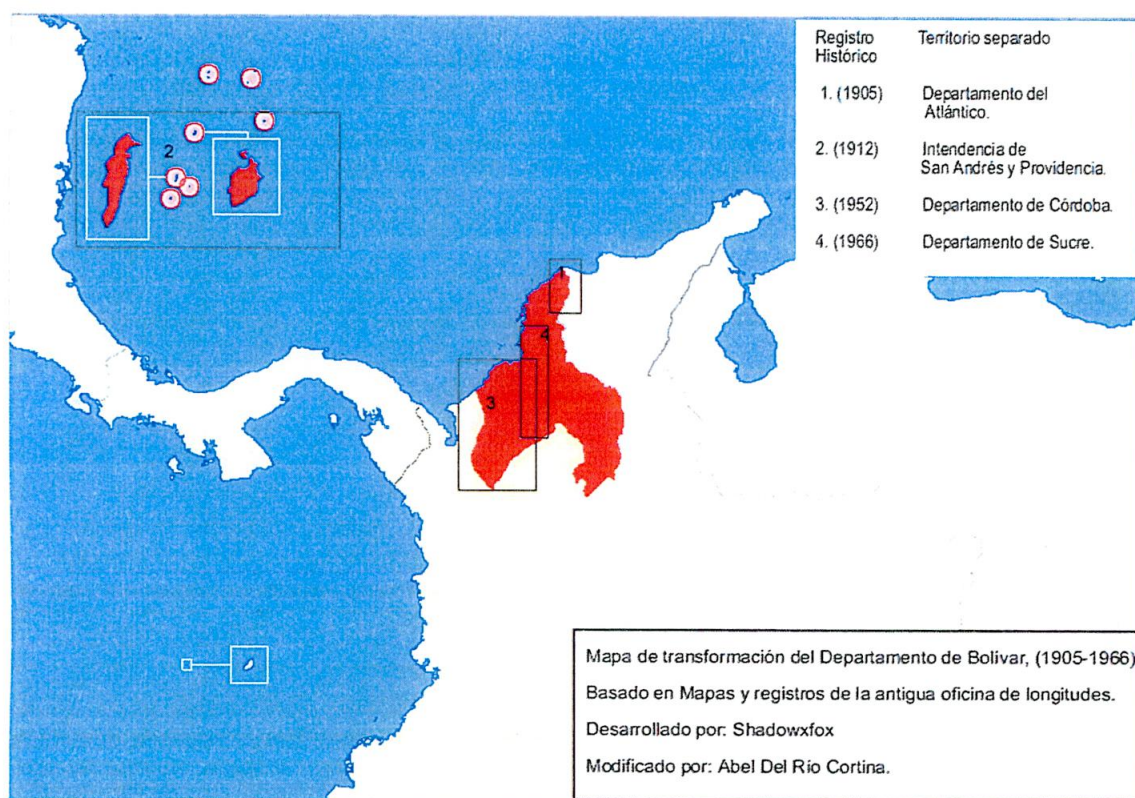 Registro Histórico
Territorio separado
1. (1905) Departamento del
Atlántico.
2. (1912) Intendencia de
San Andrés y Providencia.
3. (1952) Departamento de Córdoba.
4. (1966) Departamento de Sucre.
2
1
4
3
Mapa de transformación del Departamento de Bolivar, (1905-1966)
Basado en Mapas y registros de la antigua oficina de longitudes.
Desarrollado por: Shadowxfox
Modificado por: Abel Del Río Cortina.